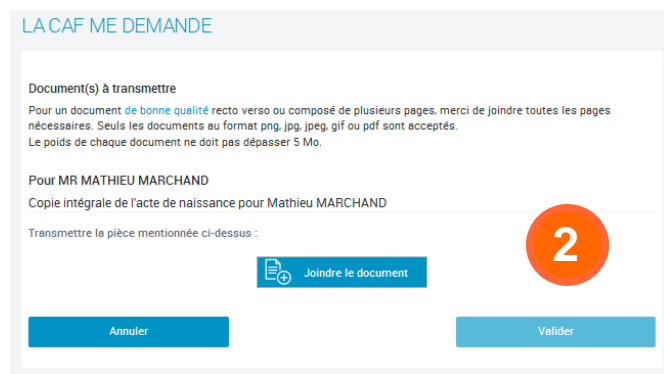 LA CAF ME DEMANDE
Document(s) à transmettre
Pour un document de bonne qualité recto verso ou composé de plusieurs pages, merci de joindre toutes les pages
nécessaires. Seuls les documents au format png, jpg, jpeg, gif ou pdf sont acceptés.
Le poids de chaque document ne doit pas dépasser 5 Mo.
Pour MR MATHIEU MARCHAND
Copie intégrale de l'acte de naissance pour Mathieu MARCHAND
Transmettre la pièce mentionnée ci-dessus :
2
Joindre le document
Annuler
Valider